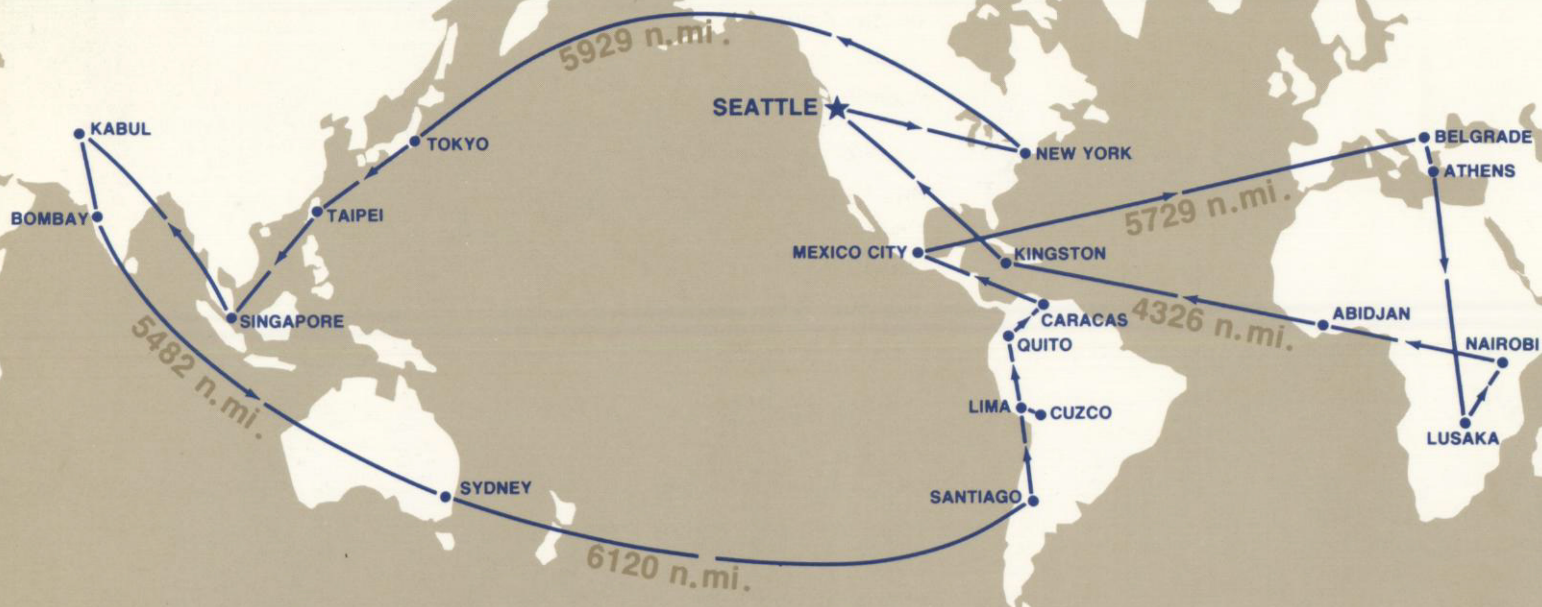 5929 n.mi.
SEATTLE
KABUL
TOKYO
NEW YORK
BELGRADE
ATHENS
BOMBAY
TAIPEI
5729 n.mi.
MEXICO CITY
KINGSTON
SINGAPORE
CARACAS
4326 n.mi.
ABIDJAN
QUITO
NAIROBI
5482 n.mi.
LIMA
CUZCO
LUSAKA
SYDNEY
SANTIAGO
6120 n.mi.